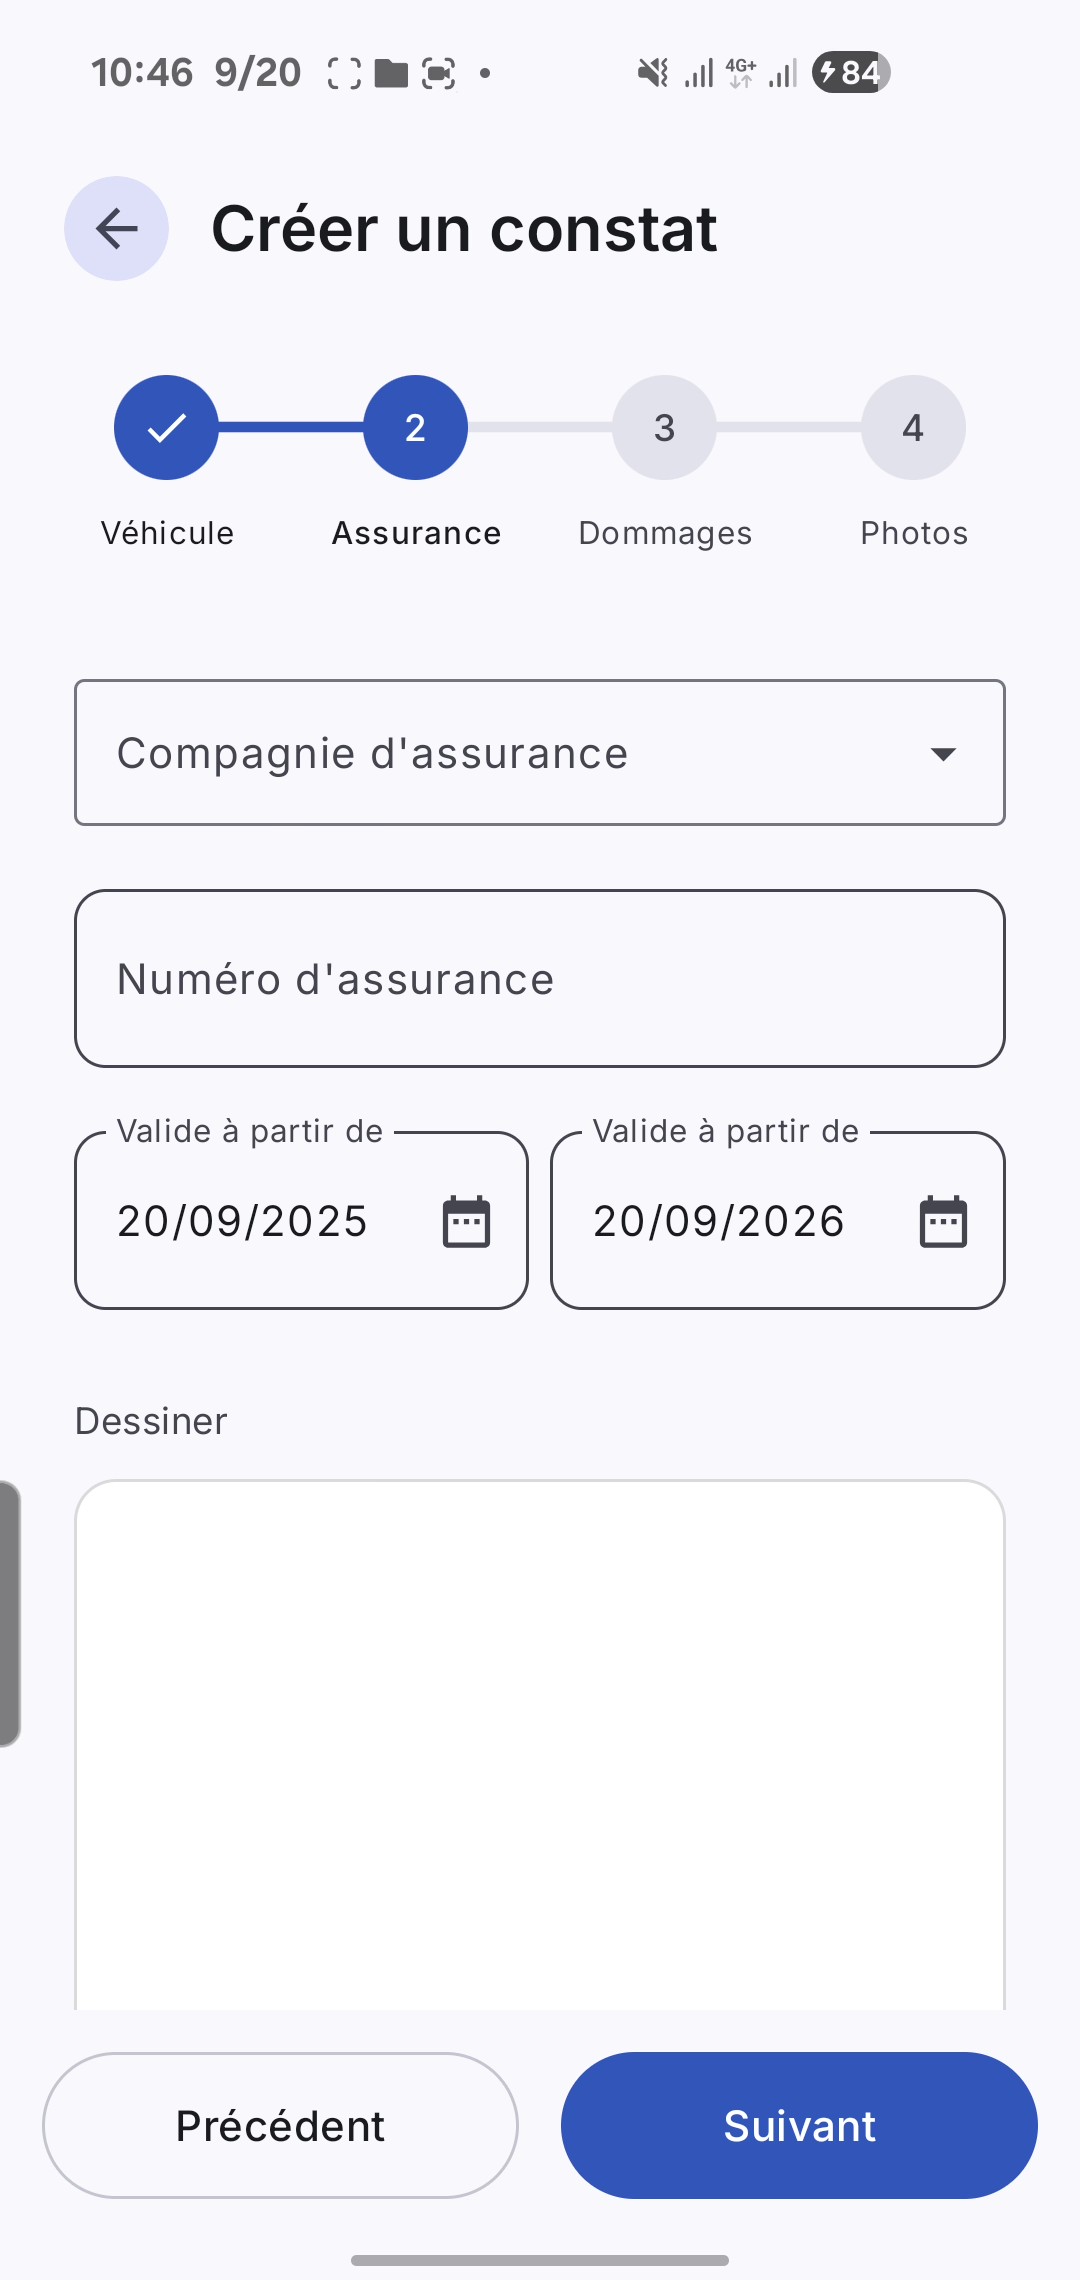 10:46 9/20 4G+ 84
Créer un constat
2 3 4
Véhicule Assurance Dommages Photos
Compagnie d'assurance
Numéro d'assurance
Valide à partir de Valide à partir de
20/09/2025 20/09/2026
Dessiner
Précédent Suivant